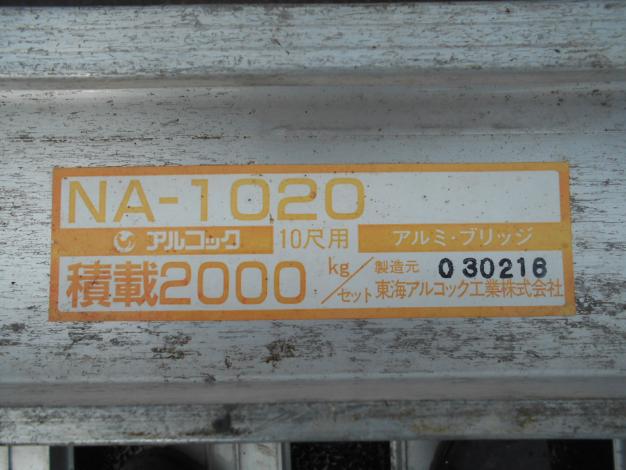 NA-1020
アルコック 10尺用 アルミ・ブリッジ
積載2000 kg/セット 製造元 030216
東海アルコック工業株式会社